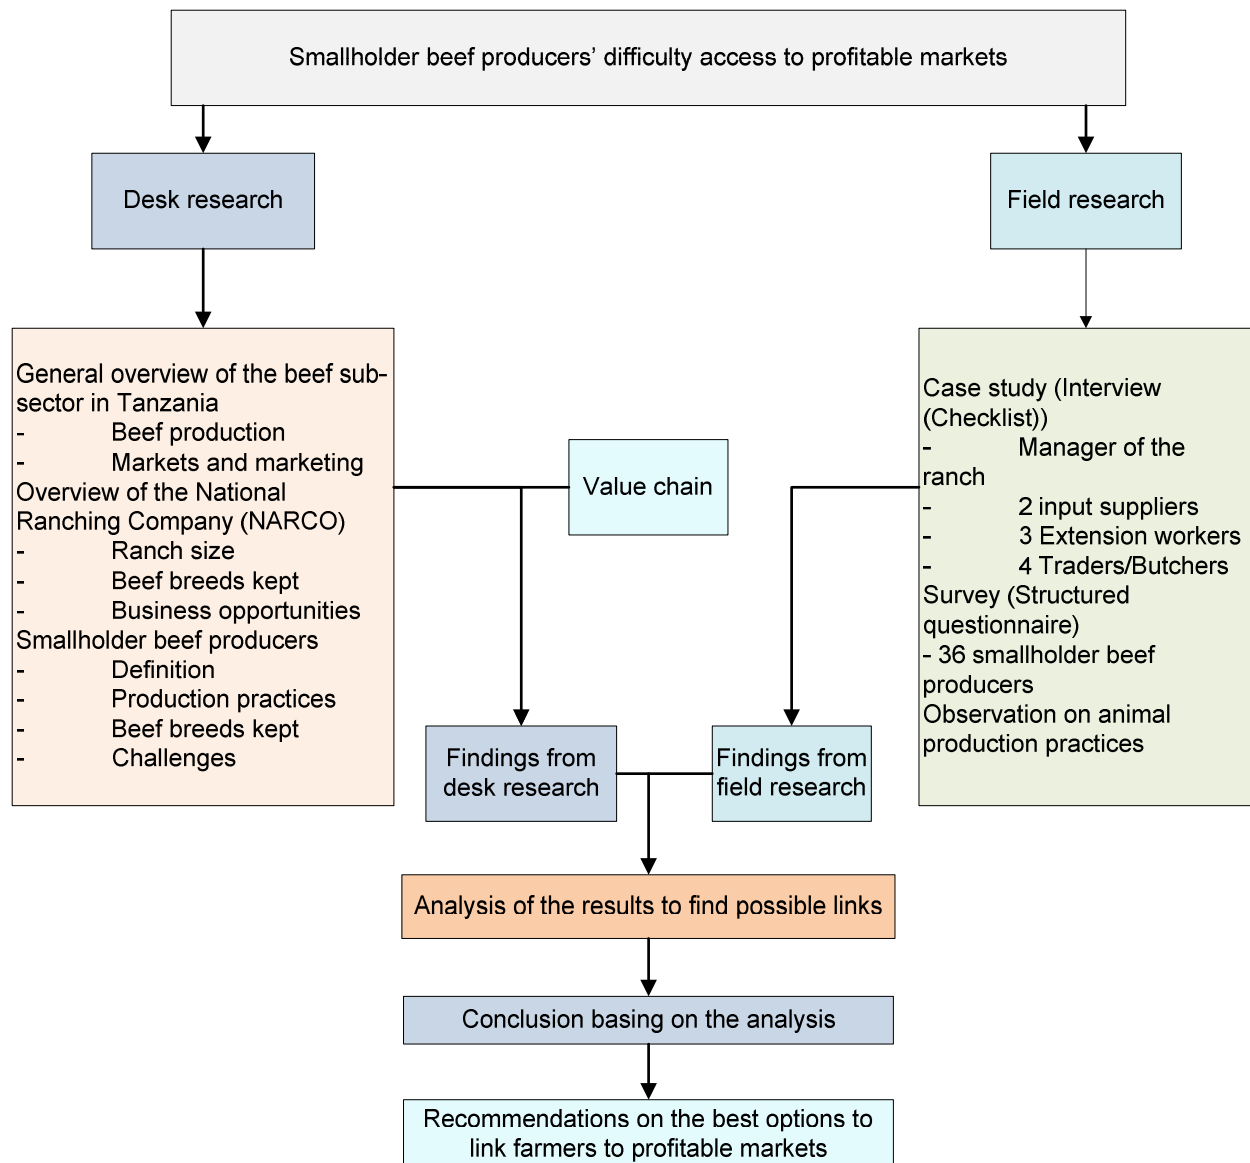 Smallholder beef producers’ difficulty access to profitable markets
Desk research
Field research
General overview of the beef sub-
sector in Tanzania
- Beef production
- Markets and marketing
Overview of the National
Ranching Company (NARCO)
- Ranch size
- Beef breeds kept
- Business opportunities
Smallholder beef producers
- Definition
- Production practices
- Beef breeds kept
- Challenges
Value chain
Case study (Interview
(Checklist))
- Manager of the
ranch
- 2 input suppliers
- 3 Extension workers
- 4 Traders/Butchers
Survey (Structured
questionnaire)
- 36 smallholder beef
producers
Observation on animal
production practices
Findings from
desk research
Findings from
field research
Analysis of the results to find possible links
Conclusion basing on the analysis
Recommendations on the best options to
link farmers to profitable markets